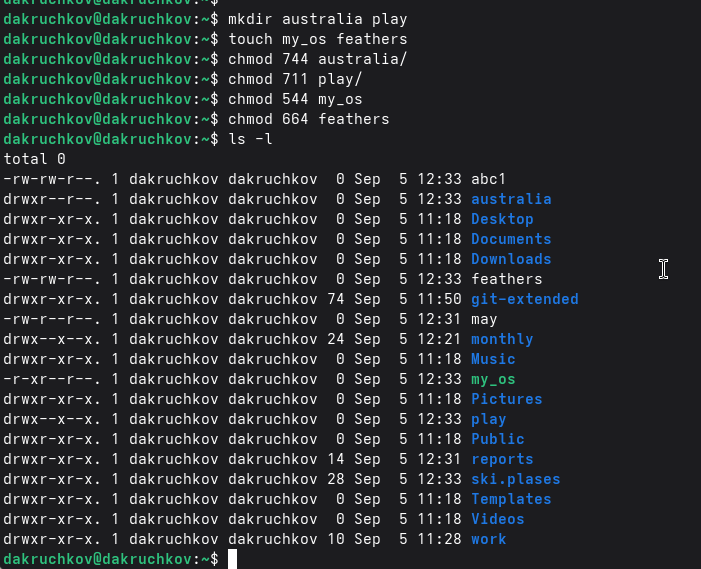 dakruchkov@dakruchkov:~$ mkdir australia play
dakruchkov@dakruchkov:~$ touch my_os feathers
dakruchkov@dakruchkov:~$ chmod 744 australia/
dakruchkov@dakruchkov:~$ chmod 711 play/
dakruchkov@dakruchkov:~$ chmod 544 my_os
dakruchkov@dakruchkov:~$ chmod 664 feathers
dakruchkov@dakruchkov:~$ ls -l
total 0
-rw-rw-r--. 1 dakruchkov dakruchkov  0 Sep  5 12:33 abc1
drwxr--r--. 1 dakruchkov dakruchkov  0 Sep  5 12:33 australia
drwxr-xr-x. 1 dakruchkov dakruchkov  0 Sep  5 11:18 Desktop
drwxr-xr-x. 1 dakruchkov dakruchkov  0 Sep  5 11:18 Documents
drwxr-xr-x. 1 dakruchkov dakruchkov  0 Sep  5 11:18 Downloads
-rw-rw-r--. 1 dakruchkov dakruchkov  0 Sep  5 12:33 feathers
drwxr-xr-x. 1 dakruchkov dakruchkov 74 Sep  5 11:50 git-extended
-rw-r--r--. 1 dakruchkov dakruchkov  0 Sep  5 12:31 may
drwx--x--x. 1 dakruchkov dakruchkov 24 Sep  5 12:21 monthly
drwxr-xr-x. 1 dakruchkov dakruchkov  0 Sep  5 11:18 Music
-r-xr--r--. 1 dakruchkov dakruchkov  0 Sep  5 12:33 my_os
drwxr-xr-x. 1 dakruchkov dakruchkov  0 Sep  5 11:18 Pictures
drwx--x--x. 1 dakruchkov dakruchkov  0 Sep  5 12:33 play
drwxr-xr-x. 1 dakruchkov dakruchkov  0 Sep  5 11:18 Public
drwxr-xr-x. 1 dakruchkov dakruchkov 14 Sep  5 12:31 reports
drwxr-xr-x. 1 dakruchkov dakruchkov 28 Sep  5 12:33 ski.plases
drwxr-xr-x. 1 dakruchkov dakruchkov  0 Sep  5 11:18 Templates
drwxr-xr-x. 1 dakruchkov dakruchkov  0 Sep  5 11:18 Videos
drwxr-xr-x. 1 dakruchkov dakruchkov 10 Sep  5 11:28 work
dakruchkov@dakruchkov:~$